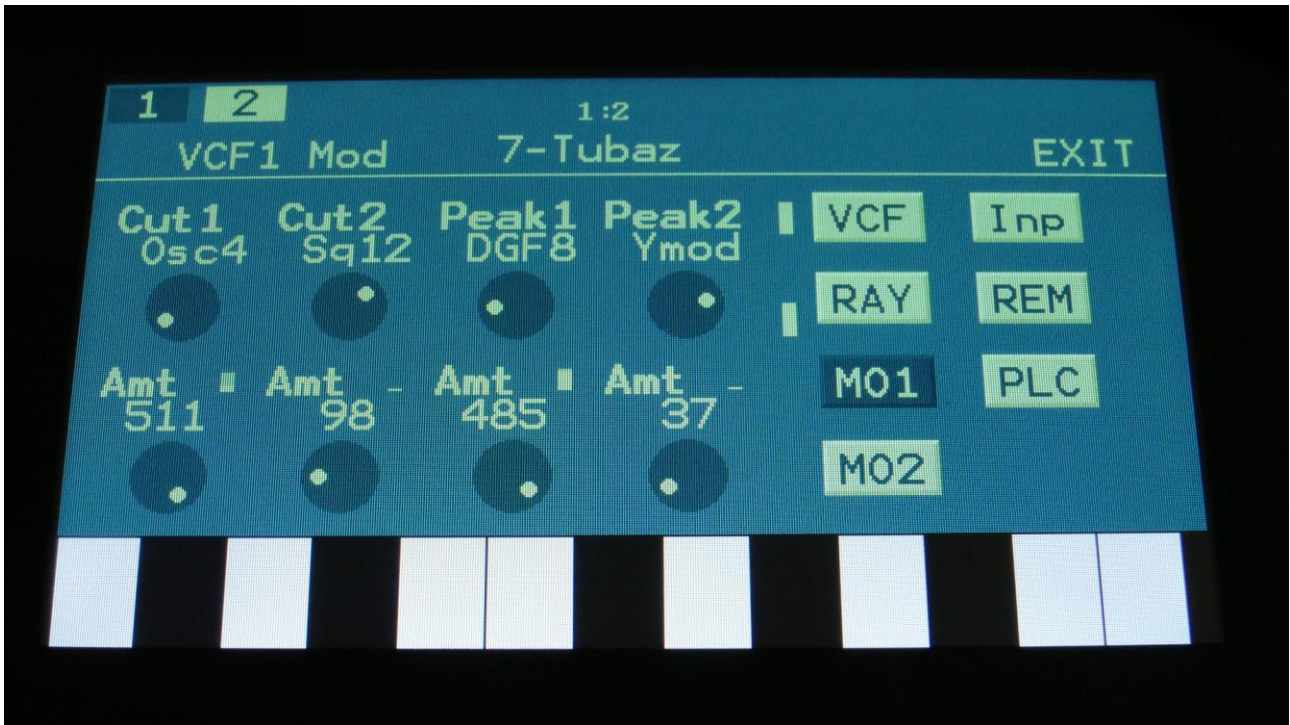 1 2 1:2
VCF1 Mod 7-Tubaz EXIT
Cut1 Cut2 Peak1 Peak2 VCF Inp
Osc4 Sq12 DGF8 Ymod
RAY REM
Amt Amt Amt Amt MO1 PLC
511 98 485 37
MO2